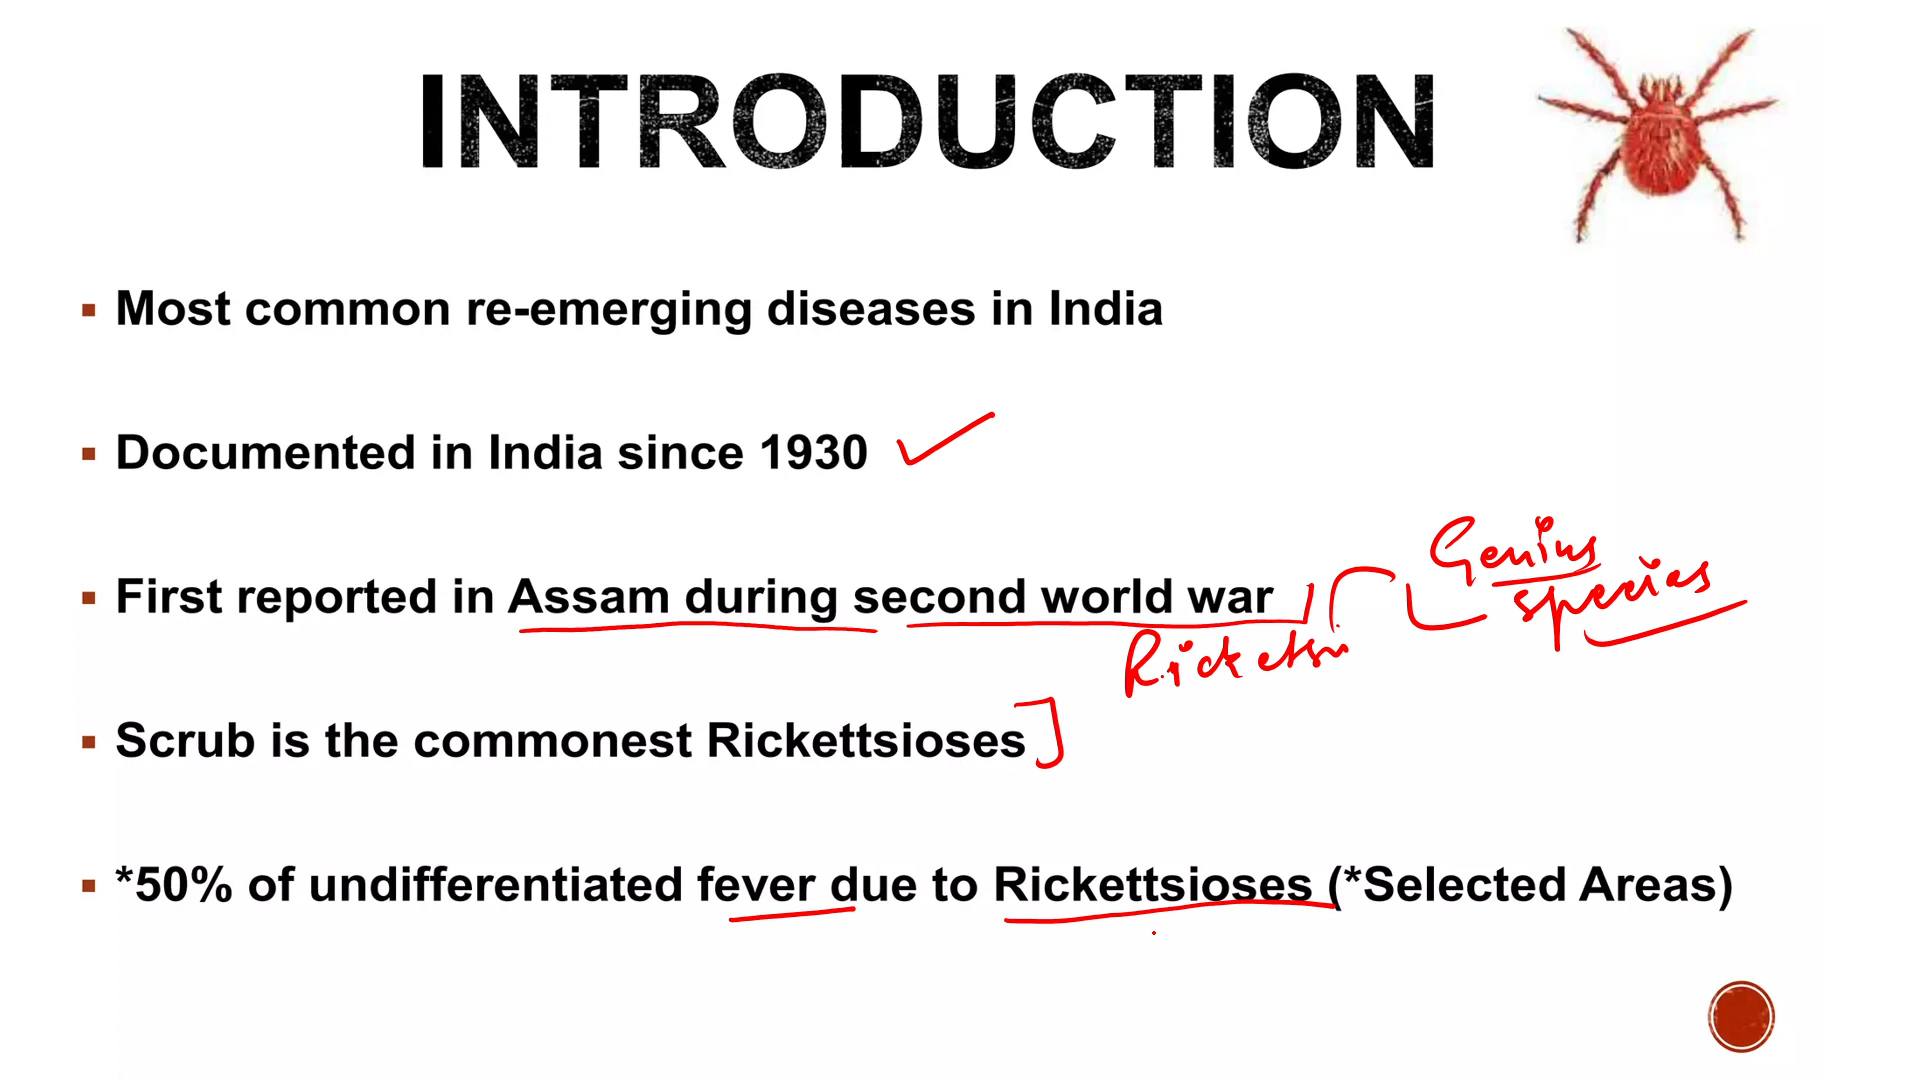 INTRODUCTION
▪ Most common re-emerging diseases in India
▪ Documented in India since 1930
Genius
▪ First reported in Assam during second world war
species
▪ Scrub is the commonest Rickettsioses
▪ *50% of undifferentiated fever due to Rickettsioses (*Selected Areas)